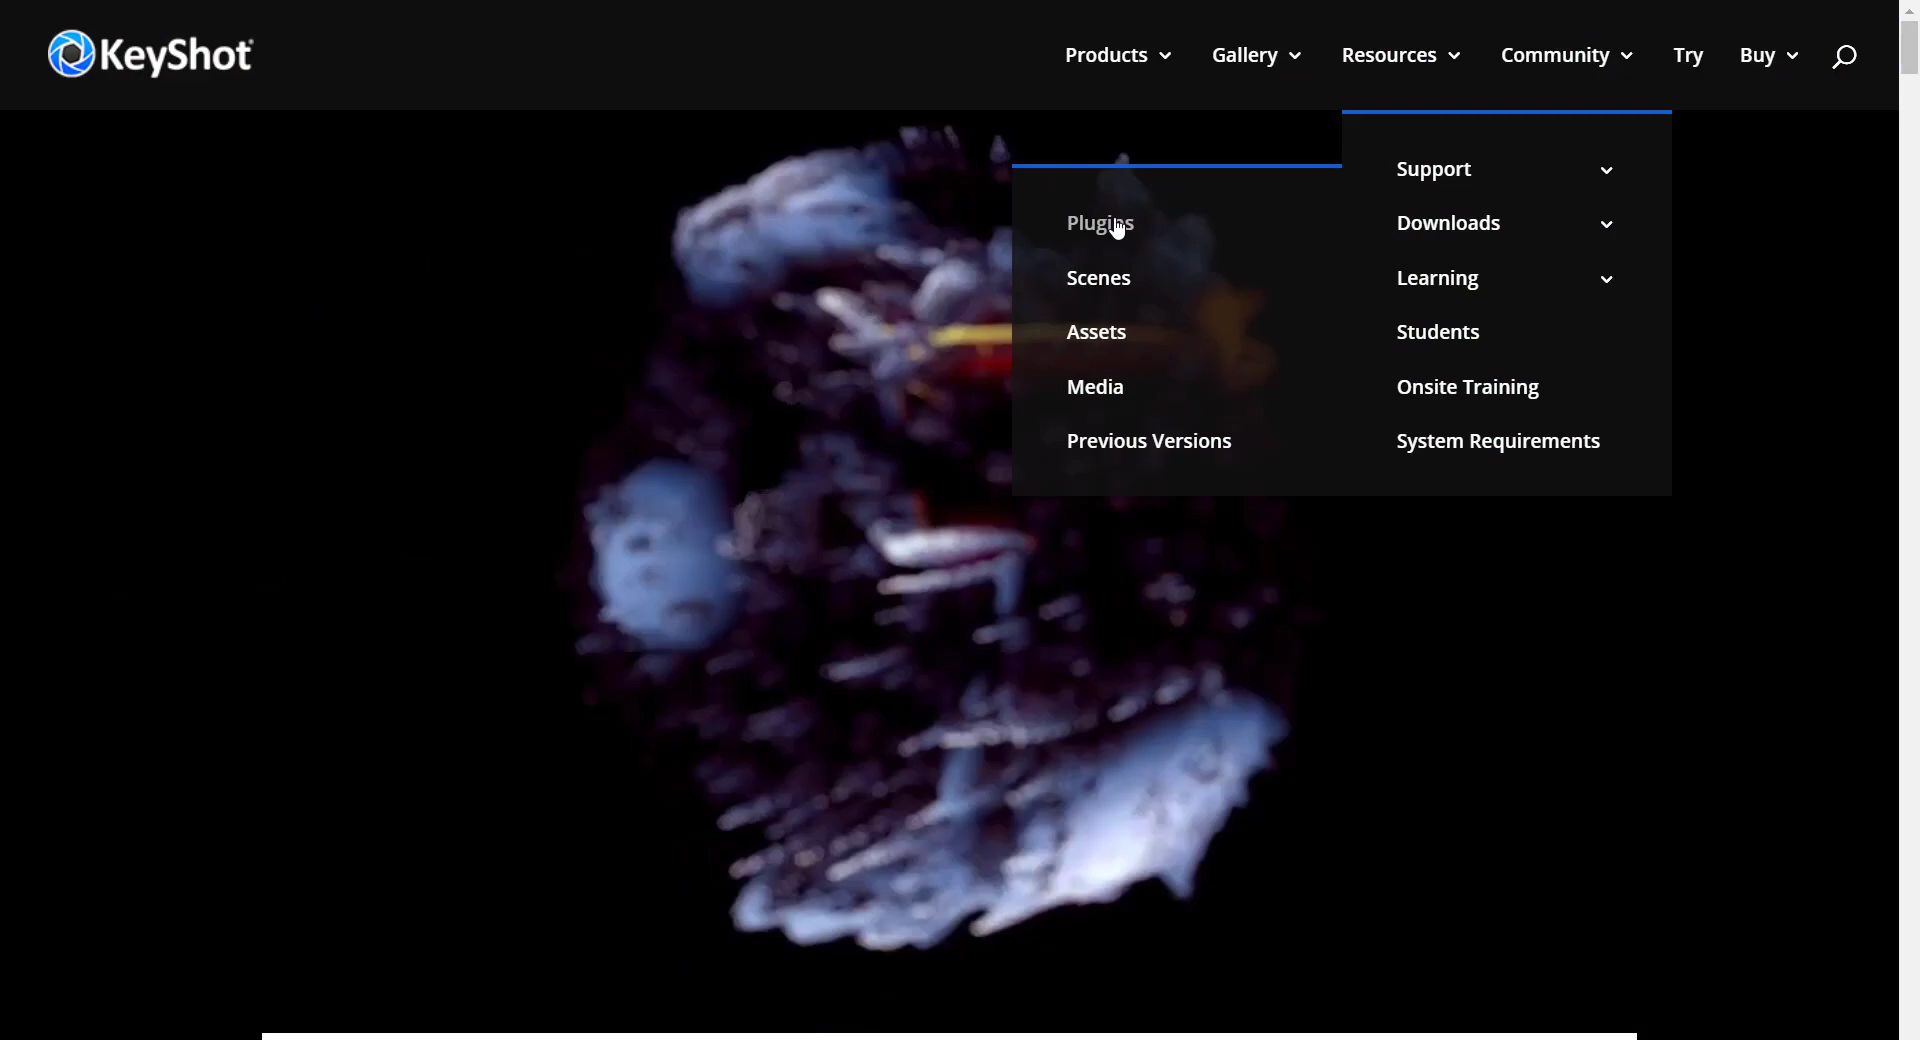 KeyShot
Products
Gallery
Resources
Community
Try
Buy
Plugins
Scenes
Assets
Media
Previous Versions
Support
Downloads
Learning
Students
Onsite Training
System Requirements